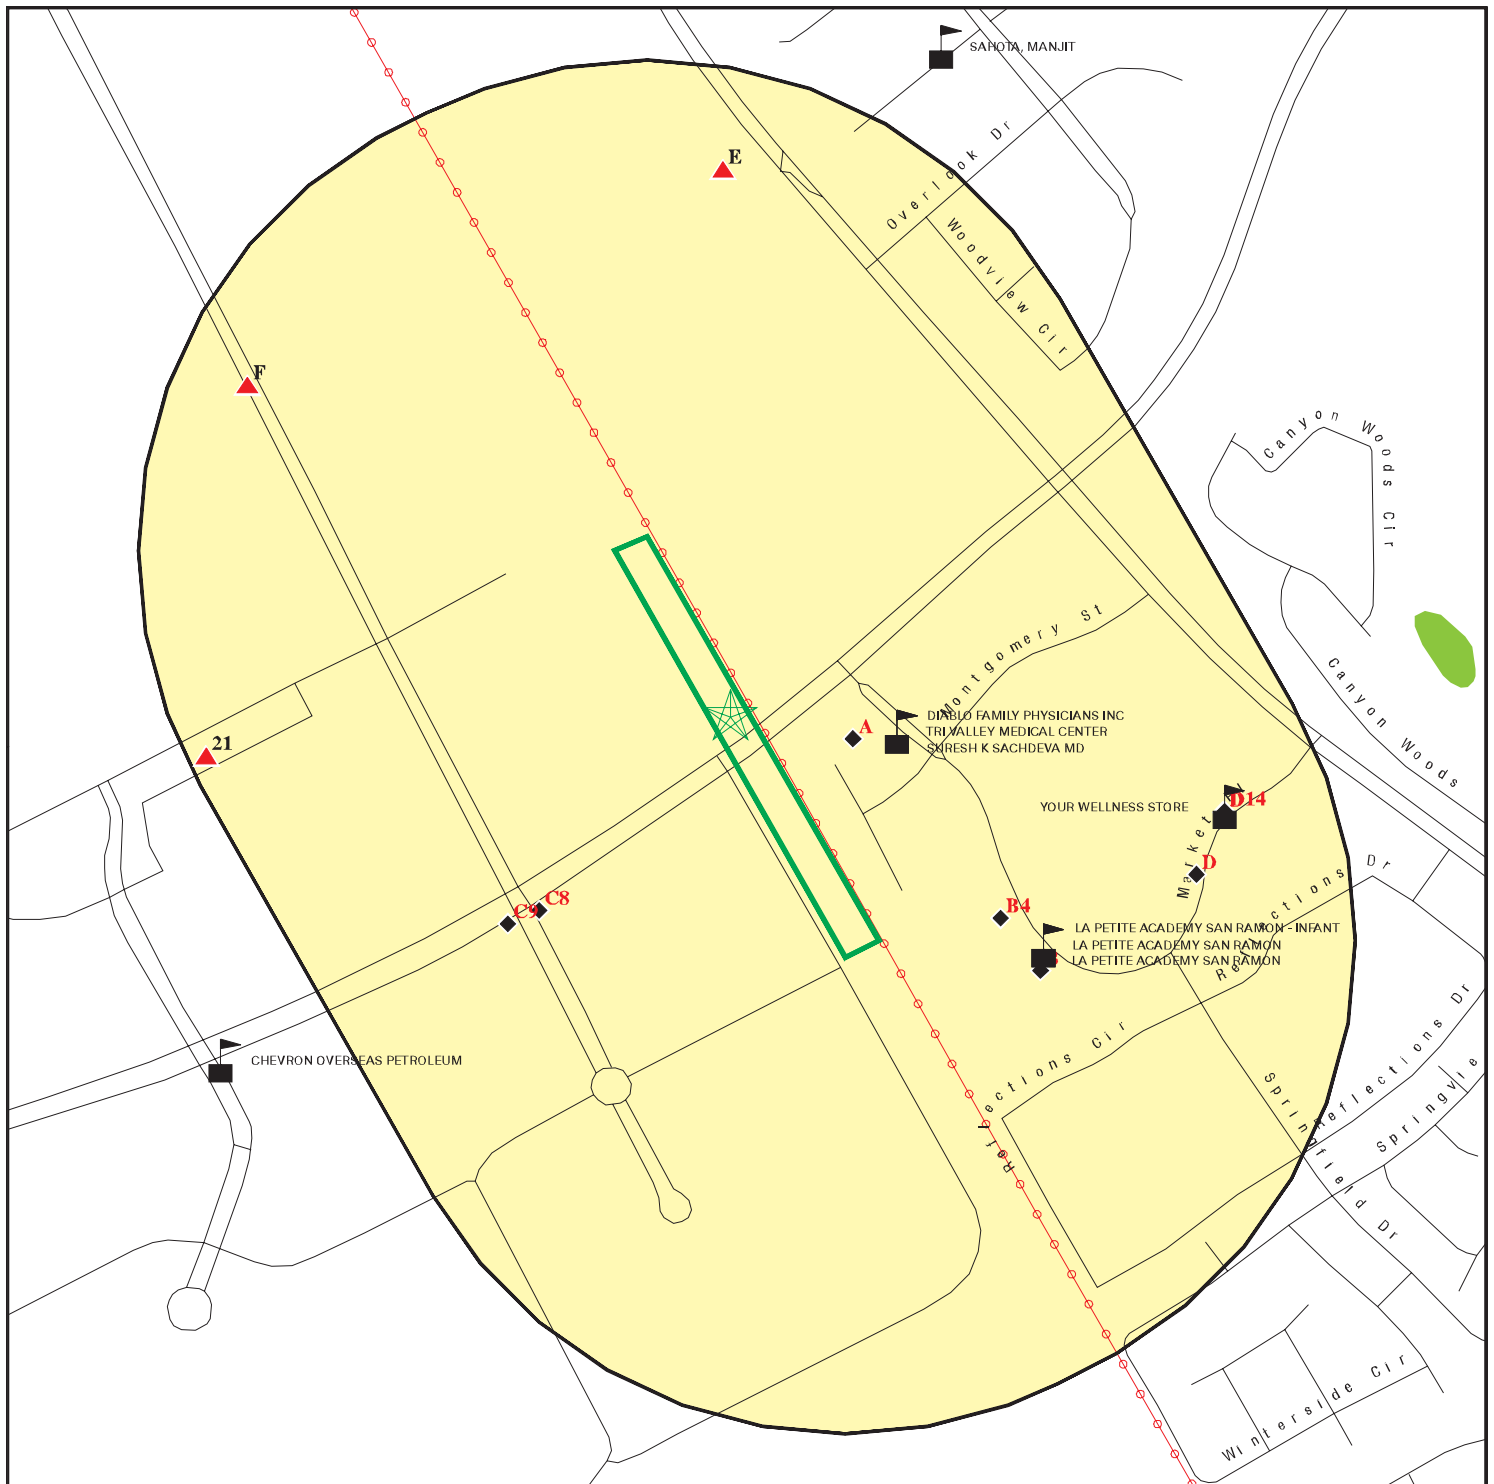 SAHOTA, MANJIT
E
Overlook Dr
Woodview Cir
F
Canyon Woods Cir
Montgomery St
Canyon Woods
A
DIABLO FAMILY PHYSICIANS INC
TRI VALLEY MEDICAL CENTER
SURESH K SACHDEVA MD
21
YOUR WELLNESS STORE
D14
Market
D
Reflections Dr
C9
C8
B4
LA PETITE ACADEMY SAN RAMON - INFANT
LA PETITE ACADEMY SAN RAMON
LA PETITE ACADEMY SAN RAMON
CHEVRON OVERSEAS PETROLEUM
Reflections Cir
Reflections Dr
Springvie
Springfield Dr
Winterside Cir